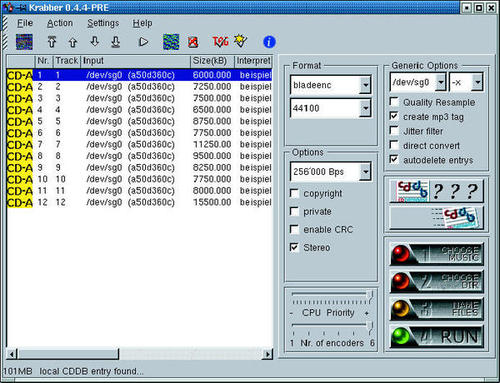 Krabber 0.4.4-PRE
File Action Settings Help
TAG
Nr. Track Input Size(kB) Interpret
CD-A 1 1 /dev/sg0 (a50d360c) 6000.000 beispiel
CD-A 2 2 /dev/sg0 (a50d360c) 7250.000 beispiel
CD-A 3 3 /dev/sg0 (a50d360c) 7500.000 beispiel
CD-A 4 4 /dev/sg0 (a50d360c) 6500.000 beispiel
CD-A 5 5 /dev/sg0 (a50d360c) 8750.000 beispiel
CD-A 6 6 /dev/sg0 (a50d360c) 7750.000 beispiel
CD-A 7 7 /dev/sg0 (a50d360c) 11250.000 beispiel
CD-A 8 8 /dev/sg0 (a50d360c) 9500.000 beispiel
CD-A 9 9 /dev/sg0 (a50d360c) 8250.000 beispiel
CD-A 10 10 /dev/sg0 (a50d360c) 7750.000 beispiel
CD-A 11 11 /dev/sg0 (a50d360c) 8000.000 beispiel
CD-A 12 12 /dev/sg0 (a50d360c) 15500.000 beispiel
Format
bladeenc
44100
Options
256'000 Bps
copyright
private
enable CRC
Stereo
- CPU Priority +
1 Nr. of encoders 6
Generic Options
/dev/sg0 -x
Quality Resample
create mp3 tag
Jitter filter
direct convert
autodelete entrys
cddb ? ? ?
cddb
1 CHOOSE MUSIC
2 CHOOSE DIR
3 NAME FILES
4 RUN
101MB local CDDB entry found...